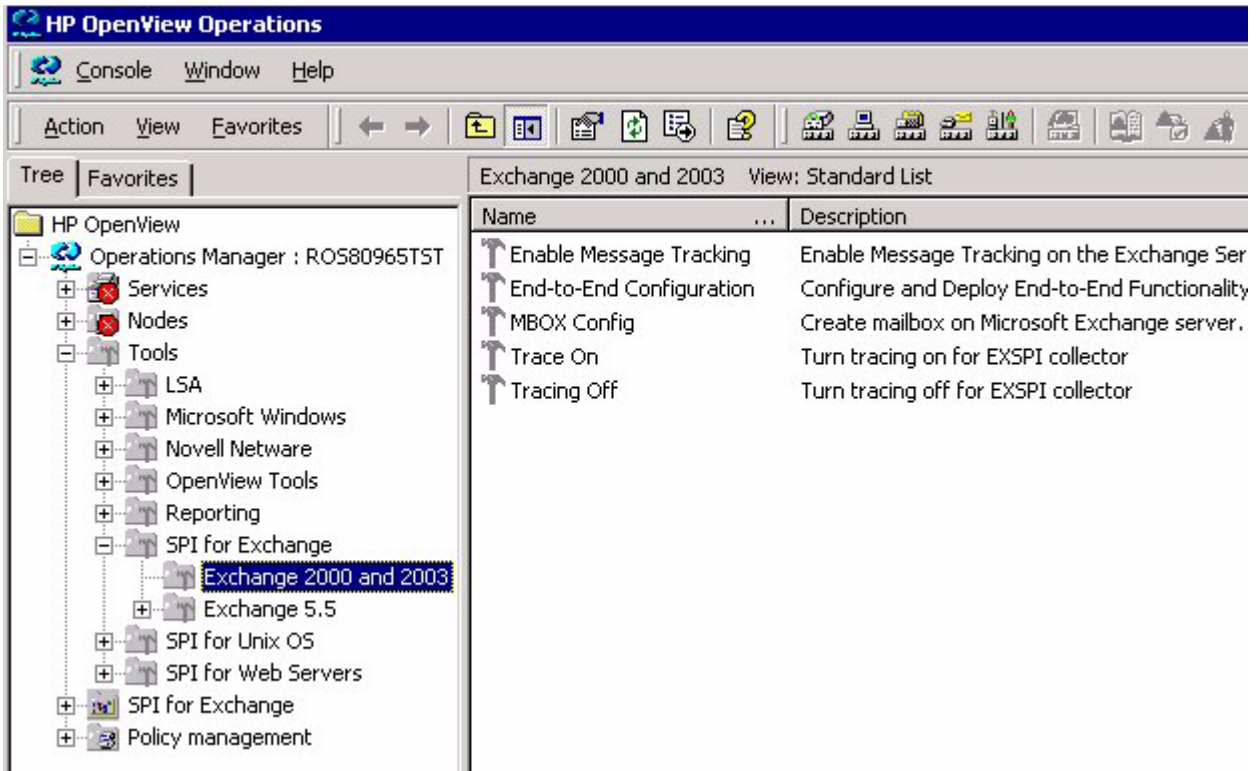 HP OpenView Operations
Console Window Help
Action View Favorites
Tree Favorites
Exchange 2000 and 2003 View: Standard List
Name ... Description
HP OpenView
Operations Manager : ROS80965TST
Services
Nodes
Tools
LSA
Microsoft Windows
Novell Netware
OpenView Tools
Reporting
SPI for Exchange
Exchange 2000 and 2003
Exchange 5.5
SPI for Unix OS
SPI for Web Servers
SPI for Exchange
Policy management
Enable Message Tracking Enable Message Tracking on the Exchange Ser
End-to-End Configuration Configure and Deploy End-to-End Functionality
MBOX Config Create mailbox on Microsoft Exchange server.
Trace On Turn tracing on for EXSPI collector
Tracing Off Turn tracing off for EXSPI collector